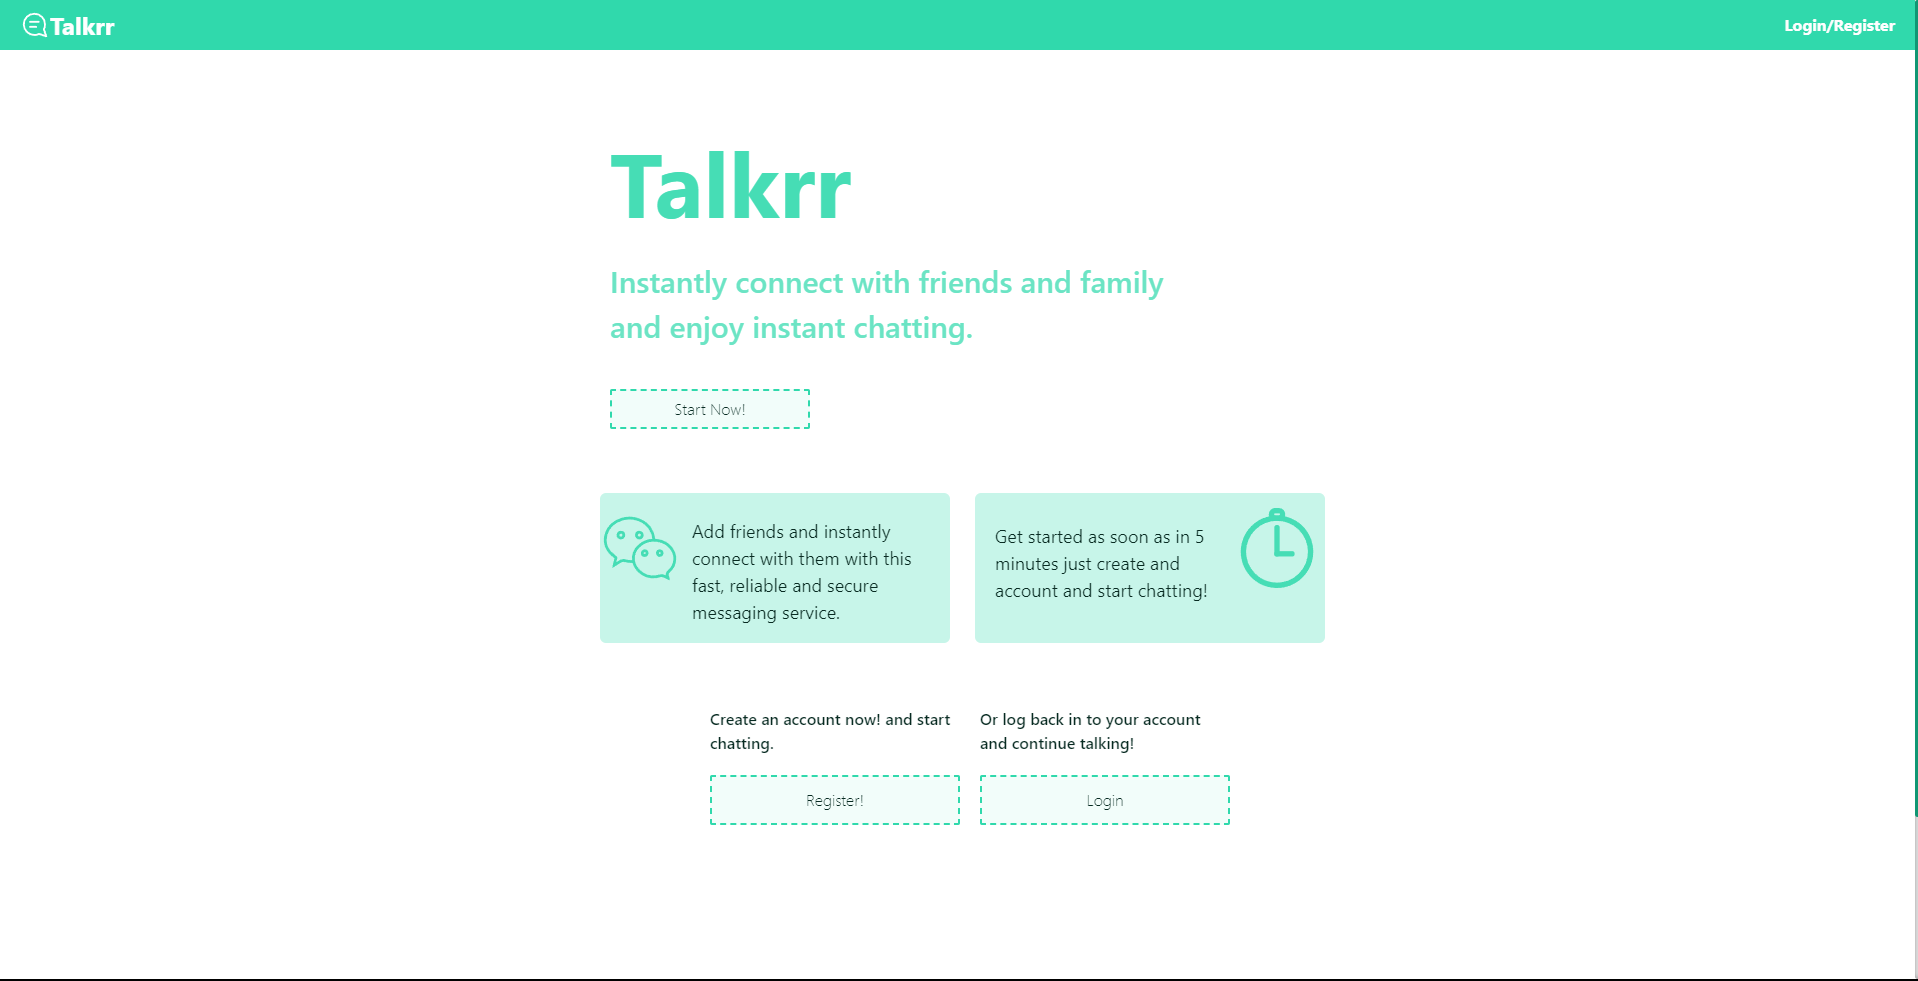 Talkrr
Login/Register
Talkrr
Instantly connect with friends and family
and enjoy instant chatting.
Start Now!
Add friends and instantly
connect with them with this
fast, reliable and secure
messaging service.
Get started as soon as in 5
minutes just create and
account and start chatting!
Create an account now! and start
chatting.
Register!
Or log back in to your account
and continue talking!
Login